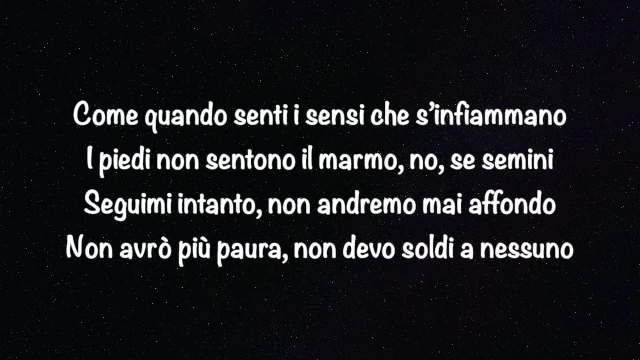 Come quando senti i sensi che s'infiammano
I piedi non sentono il marmo, no, se semini
Seguimi intanto, non andremo mai affondo
Non avrò più paura, non devo soldi a nessuno